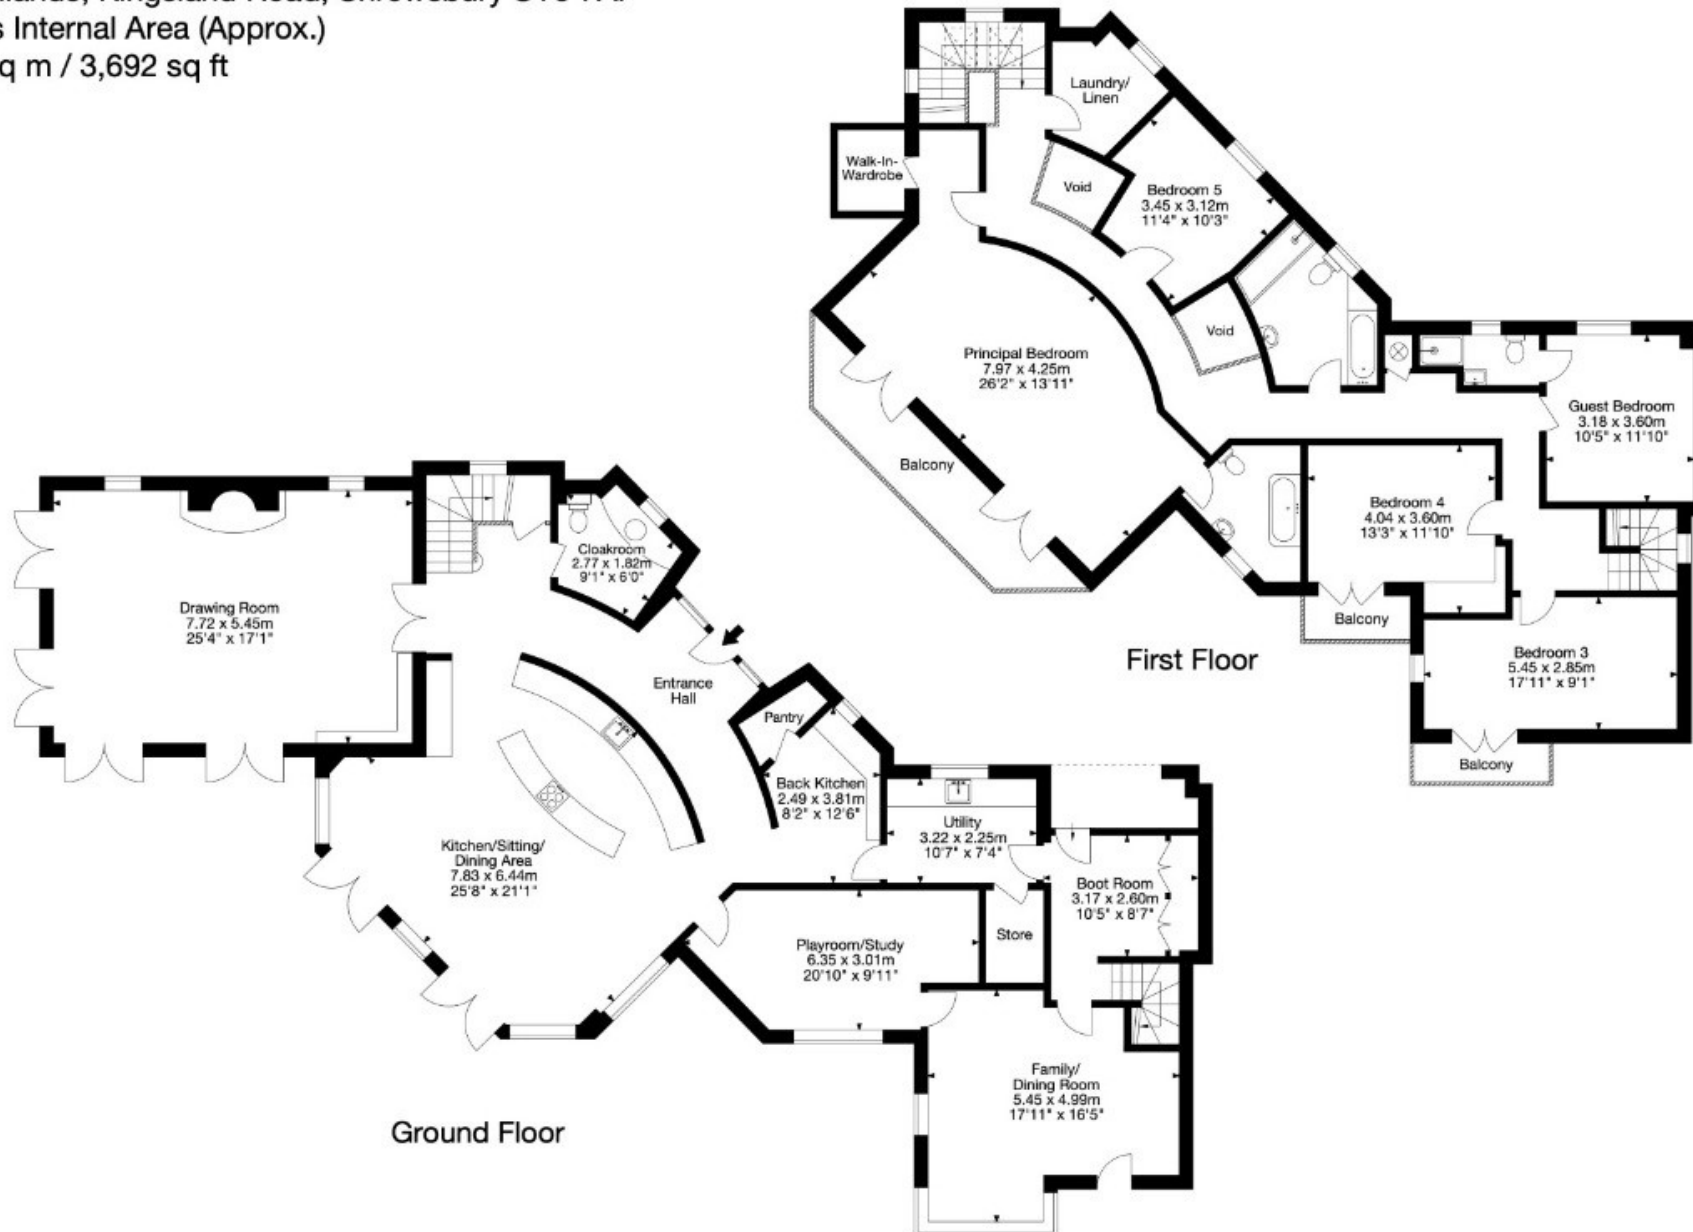 Kingsland Road, Shrewsbury
Internal Area (Approx.)
m / 3,692 sq ft
Laundry/
Linen
Walk-In-
Wardrobe
Void
Bedroom 5
3.45 x 3.12m
11'4" x 10'3"
Void
Principal Bedroom
7.97 x 4.25m
26'2" x 13'11"
Guest Bedroom
3.18 x 3.60m
10'5" x 11'10"
Balcony
Bedroom 4
4.04 x 3.60m
13'3" x 11'10"
Balcony
Bedroom 3
5.45 x 2.85m
17'11" x 9'1"
Balcony
First Floor
Cloakroom
2.77 x 1.82m
9'1" x 6'0"
Drawing Room
7.72 x 5.45m
25'4" x 17'1"
Entrance
Hall
Pantry
Back Kitchen
2.49 x 3.81m
8'2" x 12'6"
Utility
3.22 x 2.25m
10'7" x 7'4"
Kitchen/Sitting/
Dining Area
7.83 x 6.44m
25'8" x 21'1"
Boot Room
3.17 x 2.60m
10'5" x 8'7"
Store
Playroom/Study
6.35 x 3.01m
20'10" x 9'11"
Family/
Dining Room
5.45 x 4.99m
17'11" x 16'5"
Ground Floor